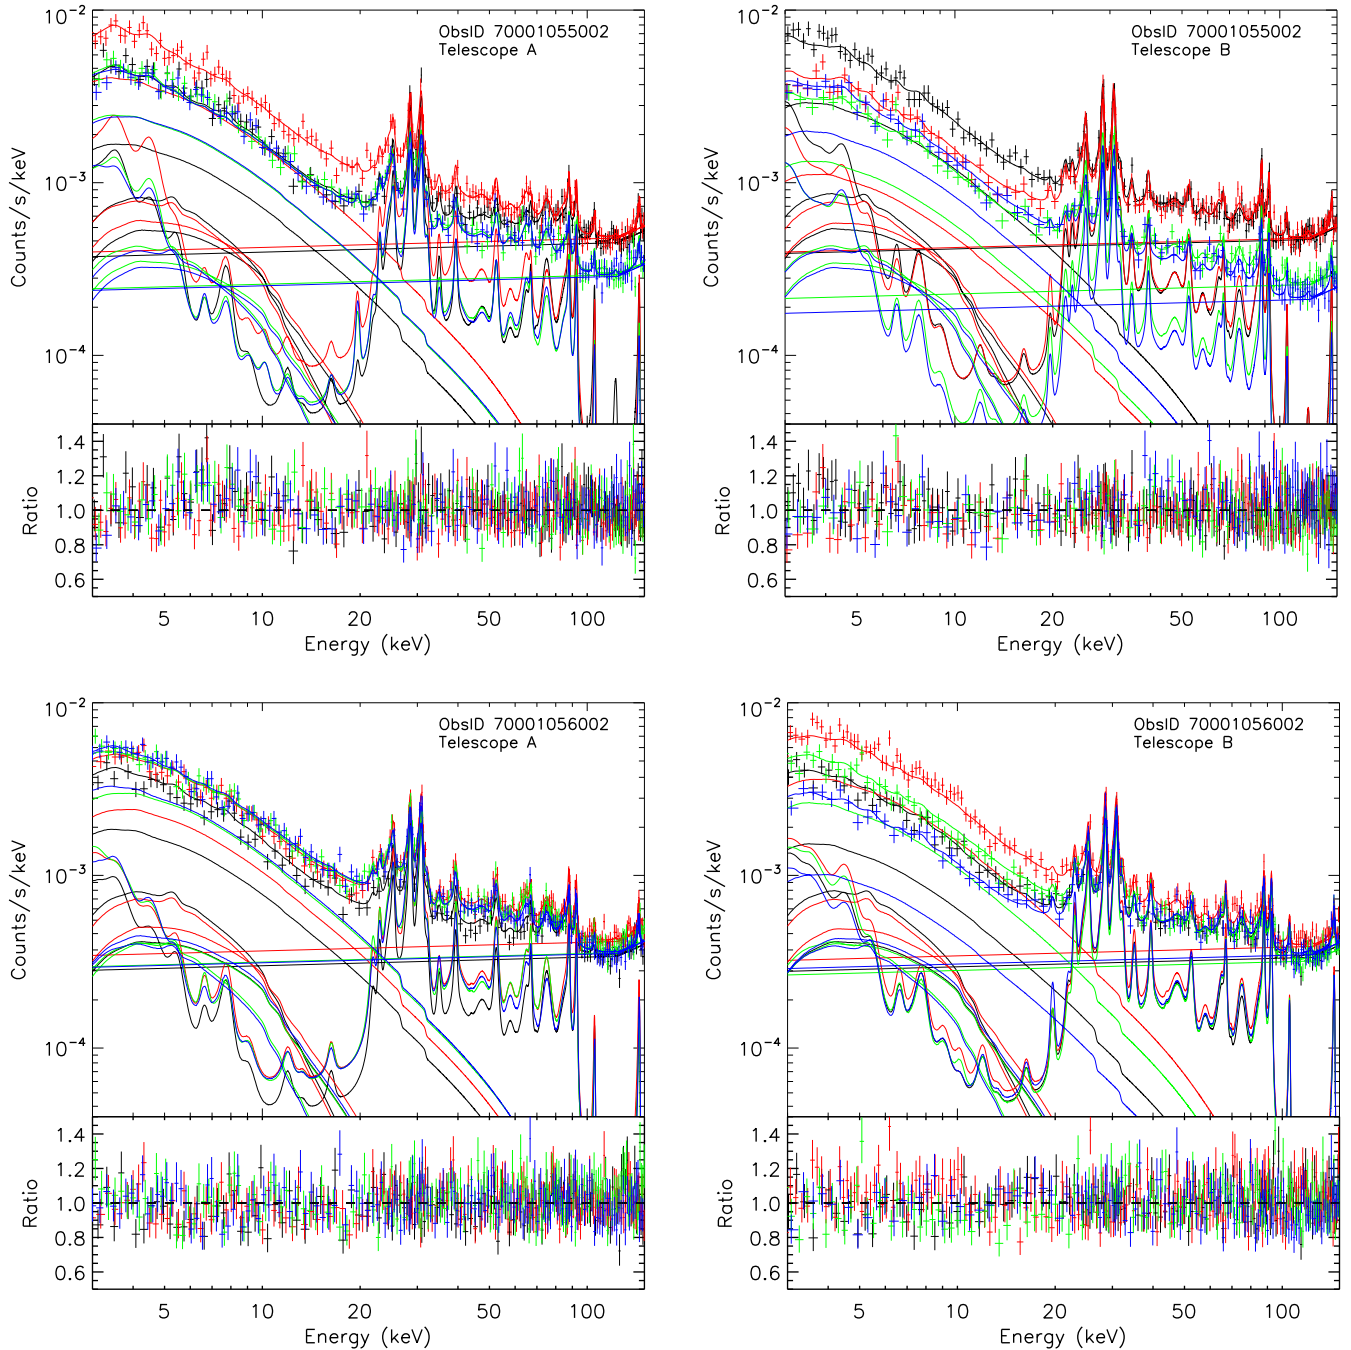 10⁻²
10⁻³
10⁻⁴
Counts/s/keV
ObsID 70001055002
Telescope A
1.4
1.2
1.0
0.8
0.6
Ratio
5 10 20 50 100
Energy (keV)
10⁻²
10⁻³
10⁻⁴
Counts/s/keV
ObsID 70001055002
Telescope B
1.4
1.2
1.0
0.8
0.6
Ratio
5 10 20 50 100
Energy (keV)
10⁻²
10⁻³
10⁻⁴
Counts/s/keV
ObsID 70001056002
Telescope A
1.4
1.2
1.0
0.8
0.6
Ratio
5 10 20 50 100
Energy (keV)
10⁻²
10⁻³
10⁻⁴
Counts/s/keV
ObsID 70001056002
Telescope B
1.4
1.2
1.0
0.8
0.6
Ratio
5 10 20 50 100
Energy (keV)